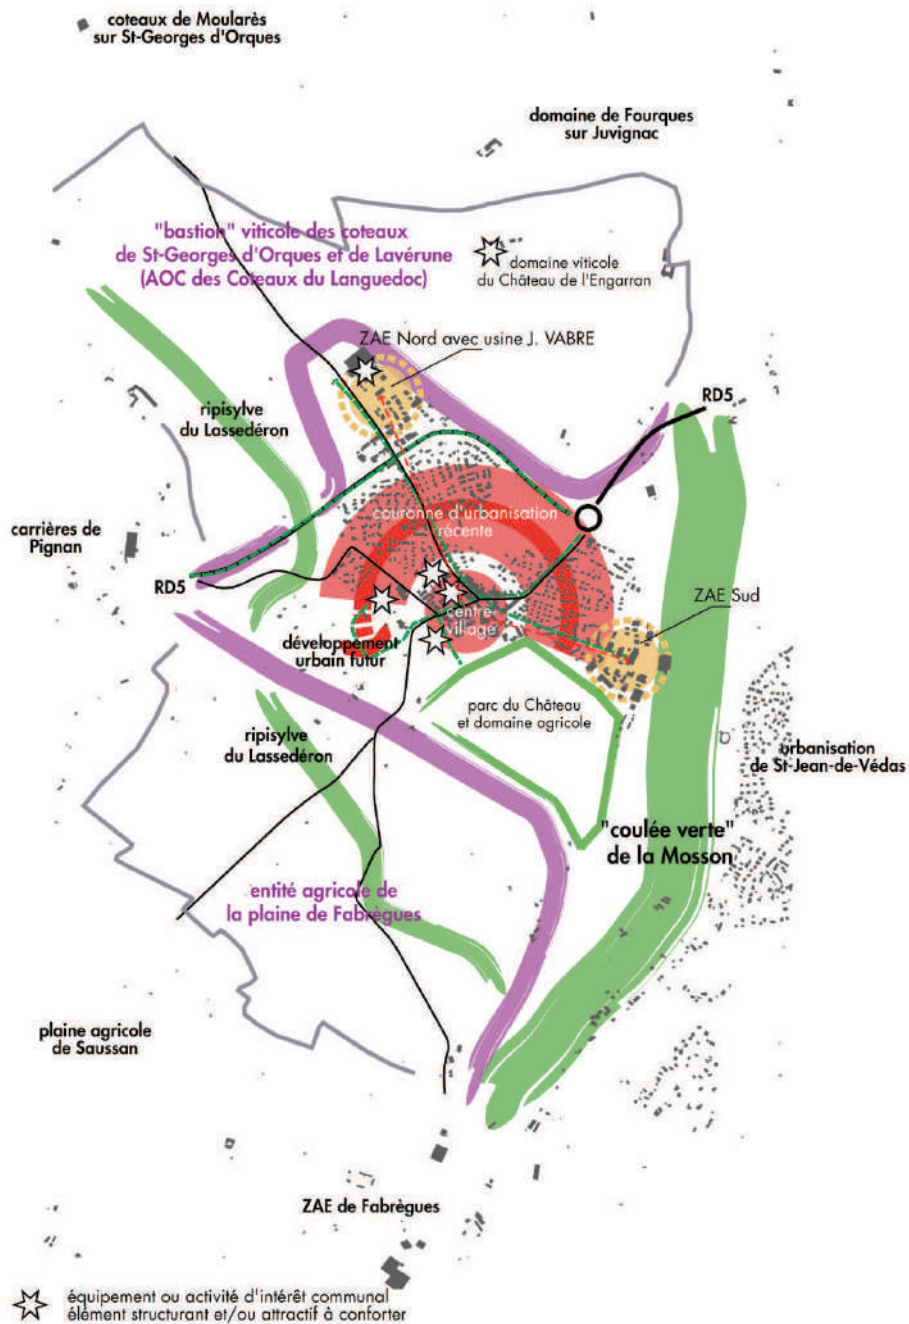 coteaux de Moularès
sur St-Georges d'Orques
domaine de Fourques
sur Juvignac
"bastion" viticole des coteaux
de St-Georges d'Orques et de Lavérune
(AOC des Coteaux du Languedoc)
domaine viticole
du Château de l'Engarran
ZAE Nord avec usine J. VABRE
RD5
ripisylve
du Lassedéron
couronne d'urbanisation
récente
carrières de
Pignan
RD5
ZAE Sud
centre-
village
développement
urbain futur
parc du Château
et domaine agricole
ripisylve
du Lassedéron
urbanisation
de St-Jean-de-Védas
"coulée verte"
de la Mosson
entité agricole de
la plaine de Fabrègues
plaine agricole
de Saussan
ZAE de Fabrègues
équipement ou activité d'intérêt communal
élément structurant et/ou attractif à conforter